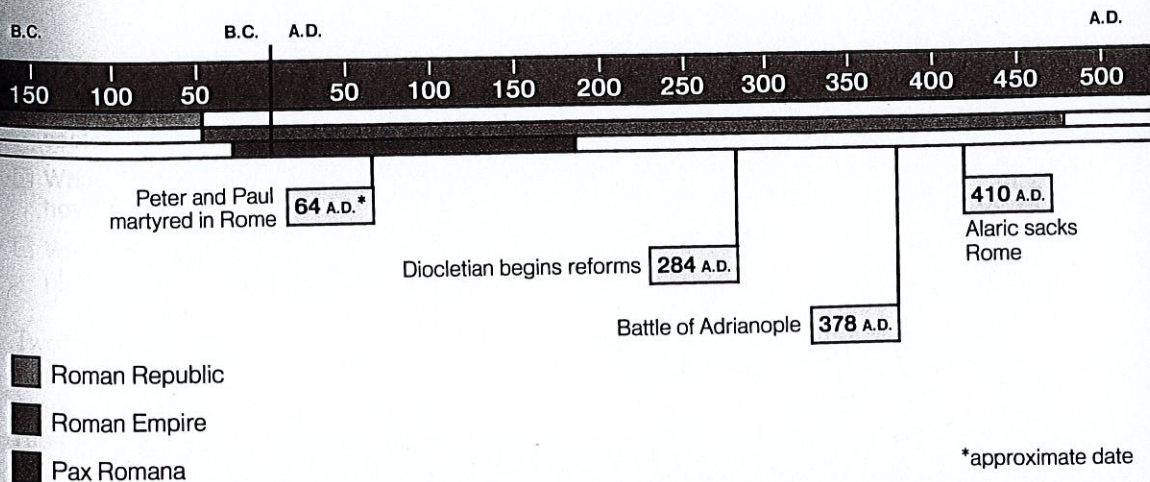 B.C.
B.C. A.D.
A.D.
150 100 50 50 100 150 200 250 300 350 400 450 500
Peter and Paul
martyred in Rome
64 A.D.*
Diocletian begins reforms 284 A.D.
Battle of Adrianople 378 A.D.
410 A.D.
Alaric sacks
Rome
Roman Republic
Roman Empire
Pax Romana
*approximate date